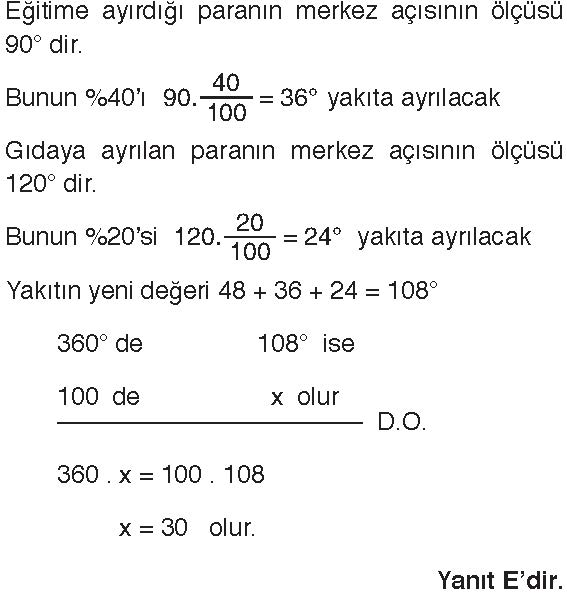 Eğitime ayırdığı paranın merkez açısının ölçüsü
90° dir.
Bunun %40'ı 90.40/100 = 36° yakıta ayrılacak
Gıdaya ayrılan paranın merkez açısının ölçüsü
120° dir.
Bunun %20'si 120.20/100 = 24° yakıta ayrılacak
Yakıtın yeni değeri 48 + 36 + 24 = 108°
360° de 108° ise
100 de x olur
D.O.
360 . x = 100 . 108
x = 30 olur.
Yanıt E'dir.